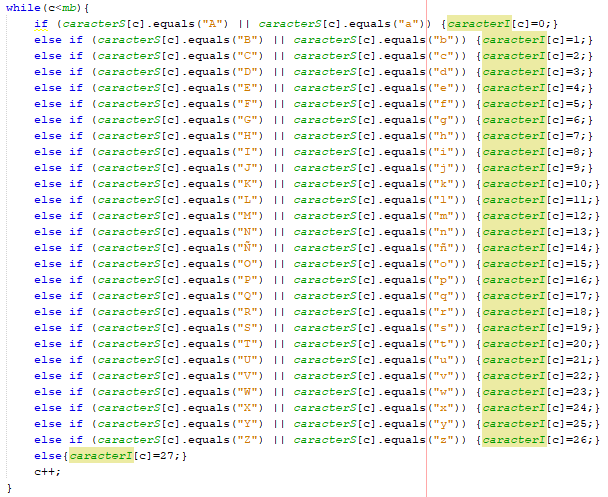 while(c<mb){
if (caracterS[c].equals("A") || caracterS[c].equals("a")) {caracterI[c]=0;}
else if (caracterS[c].equals("B") || caracterS[c].equals("b")) {caracterI[c]=1;}
else if (caracterS[c].equals("C") || caracterS[c].equals("c")) {caracterI[c]=2;}
else if (caracterS[c].equals("D") || caracterS[c].equals("d")) {caracterI[c]=3;}
else if (caracterS[c].equals("E") || caracterS[c].equals("e")) {caracterI[c]=4;}
else if (caracterS[c].equals("F") || caracterS[c].equals("f")) {caracterI[c]=5;}
else if (caracterS[c].equals("G") || caracterS[c].equals("g")) {caracterI[c]=6;}
else if (caracterS[c].equals("H") || caracterS[c].equals("h")) {caracterI[c]=7;}
else if (caracterS[c].equals("I") || caracterS[c].equals("i")) {caracterI[c]=8;}
else if (caracterS[c].equals("J") || caracterS[c].equals("j")) {caracterI[c]=9;}
else if (caracterS[c].equals("K") || caracterS[c].equals("k")) {caracterI[c]=10;}
else if (caracterS[c].equals("L") || caracterS[c].equals("l")) {caracterI[c]=11;}
else if (caracterS[c].equals("M") || caracterS[c].equals("m")) {caracterI[c]=12;}
else if (caracterS[c].equals("N") || caracterS[c].equals("n")) {caracterI[c]=13;}
else if (caracterS[c].equals("Ñ") || caracterS[c].equals("ñ")) {caracterI[c]=14;}
else if (caracterS[c].equals("O") || caracterS[c].equals("o")) {caracterI[c]=15;}
else if (caracterS[c].equals("P") || caracterS[c].equals("p")) {caracterI[c]=16;}
else if (caracterS[c].equals("Q") || caracterS[c].equals("q")) {caracterI[c]=17;}
else if (caracterS[c].equals("R") || caracterS[c].equals("r")) {caracterI[c]=18;}
else if (caracterS[c].equals("S") || caracterS[c].equals("s")) {caracterI[c]=19;}
else if (caracterS[c].equals("T") || caracterS[c].equals("t")) {caracterI[c]=20;}
else if (caracterS[c].equals("U") || caracterS[c].equals("u")) {caracterI[c]=21;}
else if (caracterS[c].equals("V") || caracterS[c].equals("v")) {caracterI[c]=22;}
else if (caracterS[c].equals("W") || caracterS[c].equals("w")) {caracterI[c]=23;}
else if (caracterS[c].equals("X") || caracterS[c].equals("x")) {caracterI[c]=24;}
else if (caracterS[c].equals("Y") || caracterS[c].equals("y")) {caracterI[c]=25;}
else if (caracterS[c].equals("Z") || caracterS[c].equals("z")) {caracterI[c]=26;}
else{caracterI[c]=27;}
c++;
}